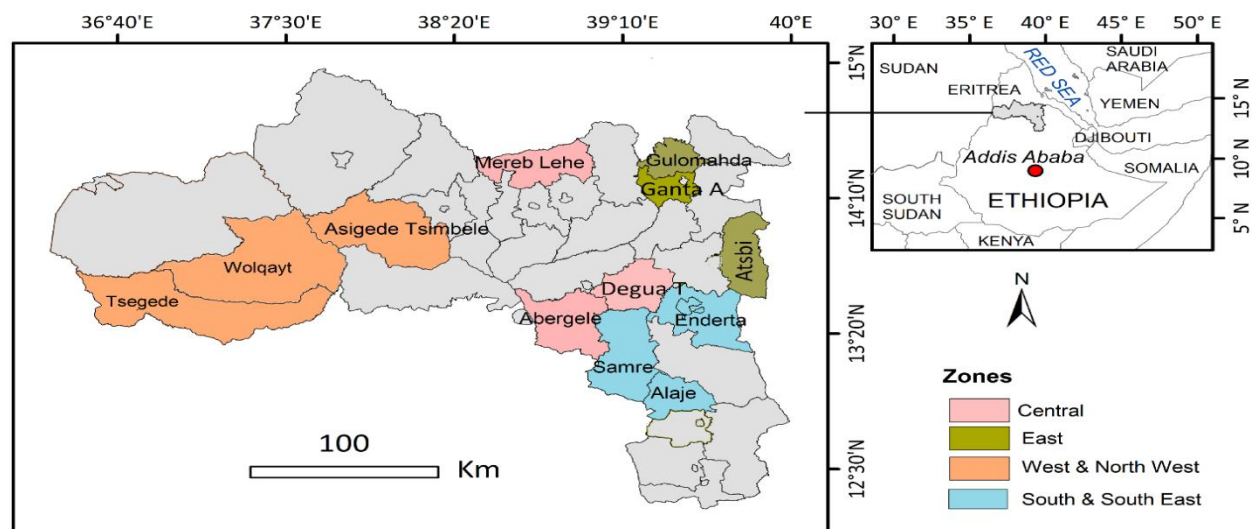 36°40'E
37°30'E
38°20'E
39°10'E
40°E
15°N
14°10'N
13°20'N
12°30'N
Mereb Lehe
Gulomahda
Ganta A
Asigede Tsimbele
Atsbi
Wolqayt
Tsegede
Degua T
Abergele
Enderta
Samre
Alaje
100
Km
30° E
35° E
40° E
45° E
50° E
15° N
10° N
5° N
SUDAN
SAUDI
ARABIA
RED SEA
ERITREA
YEMEN
DJIBOUTI
Addis Ababa
SOMALIA
SOUTH
SUDAN
ETHIOPIA
KENYA
N
Zones
Central
East
West & North West
South & South East